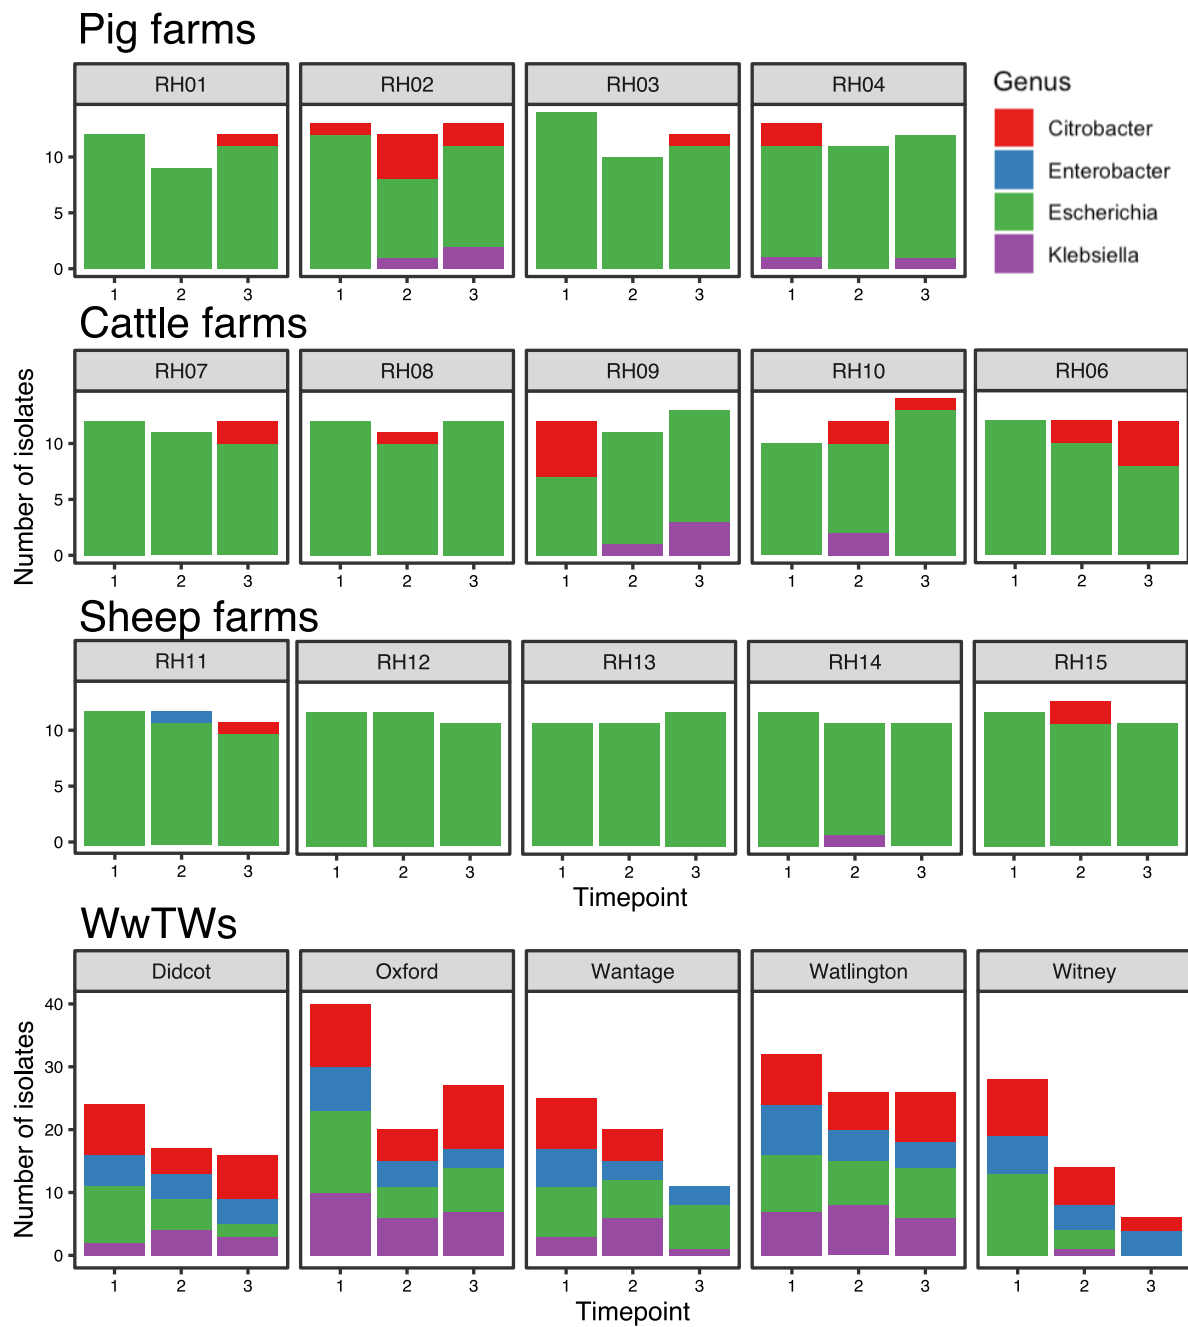 Pig farms
RH01 RH02 RH03 RH04
Genus
Citrobacter
Enterobacter
Escherichia
Klebsiella
10
5
0
1 2 3 1 2 3 1 2 3 1 2 3
Cattle farms
RH07 RH08 RH09 RH10 RH06
Number of isolates
10
5
0
1 2 3 1 2 3 1 2 3 1 2 3 1 2 3
Sheep farms
RH11 RH12 RH13 RH14 RH15
10
5
0
1 2 3 1 2 3 1 2 3 1 2 3 1 2 3
Timepoint
WwTWs
Didcot Oxford Wantage Watlington Witney
Number of isolates
40
30
20
10
0
1 2 3 1 2 3 1 2 3 1 2 3 1 2 3
Timepoint